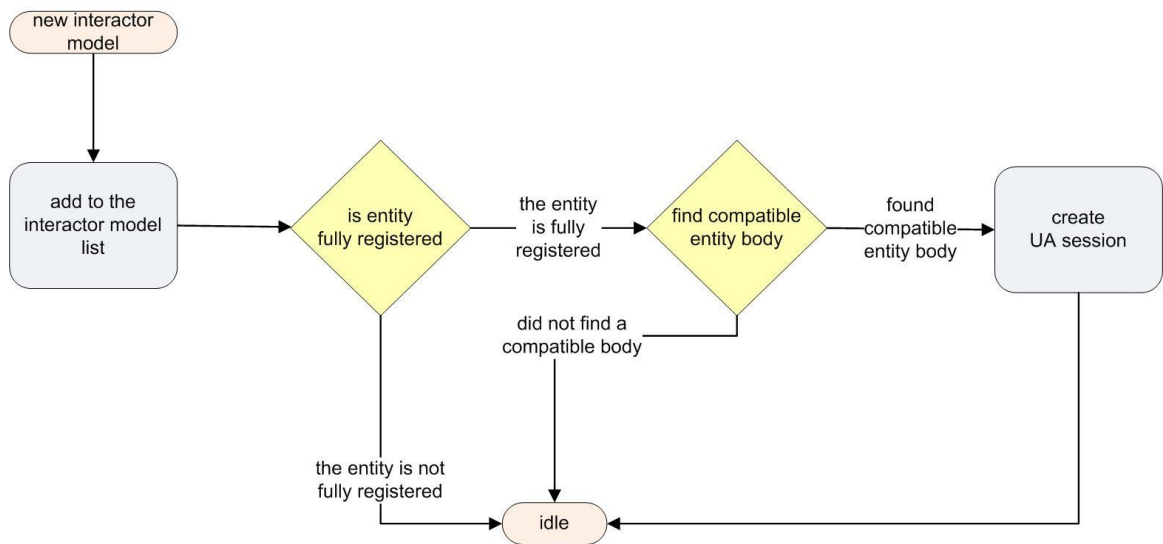 new interactor
model
add to the
interactor model
list
is entity
fully registered
the entity
is fully
registered
find compatible
entity body
found
compatible
entity body
create
UA session
did not find a
compatible body
the entity is not
fully registered
idle